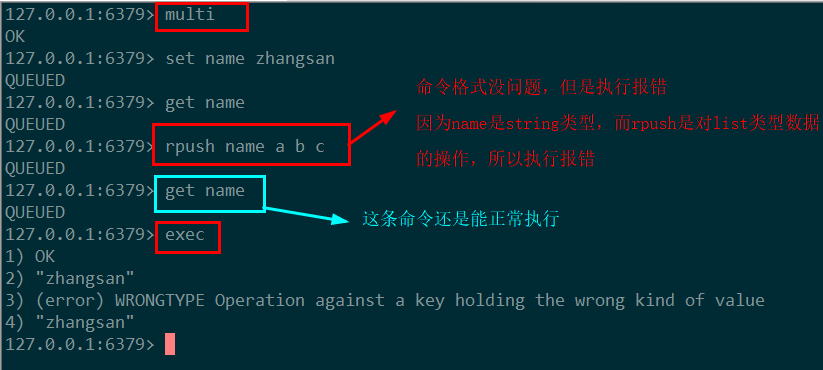 127.0.0.1:6379> multi
OK
127.0.0.1:6379> set name zhangsan
QUEUED
127.0.0.1:6379> get name
QUEUED
127.0.0.1:6379> rpush name a b c
QUEUED
127.0.0.1:6379> get name
QUEUED
127.0.0.1:6379> exec
1) OK
2) "zhangsan"
3) (error) WRONGTYPE Operation against a key holding the wrong kind of value
4) "zhangsan"
127.0.0.1:6379>
命令格式没问题，但是执行报错
因为name是string类型，而rpush是对list类型数据
的操作，所以执行报错
这条命令还是能正常执行